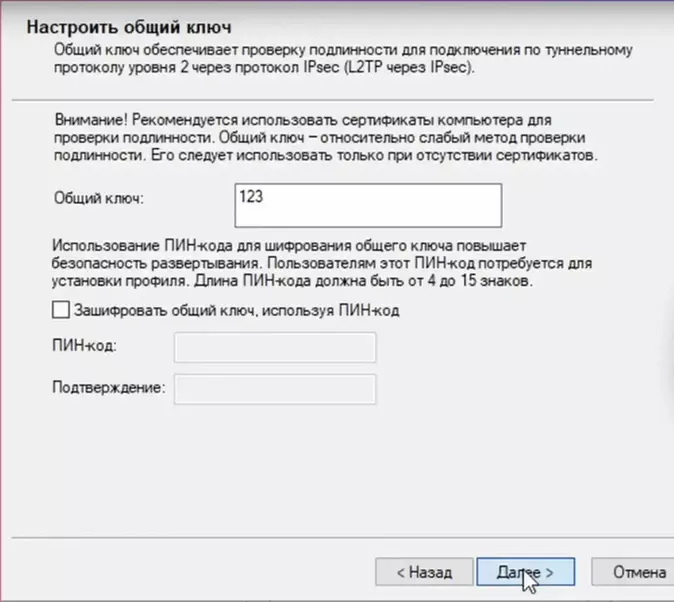 Настроить общий ключ
Общий ключ обеспечивает проверку подлинности для подключения по туннельному
протоколу уровня 2 через протокол IPsec (L2TP через IPsec).
Внимание! Рекомендуется использовать сертификаты компьютера для
проверки подлинности. Общий ключ – относительно слабый метод проверки
подлинности. Его следует использовать только при отсутствии сертификатов.
Общий ключ:
123
Использование ПИН-кода для шифрования общего ключа повышает
безопасность развертывания. Пользователям этот ПИН-код потребуется для
установки профиля. Длина ПИН-кода должна быть от 4 до 15 знаков.
Зашифровать общий ключ, используя ПИН-код
ПИН-код:
Подтверждение:
< Назад
Далее >
Отмена